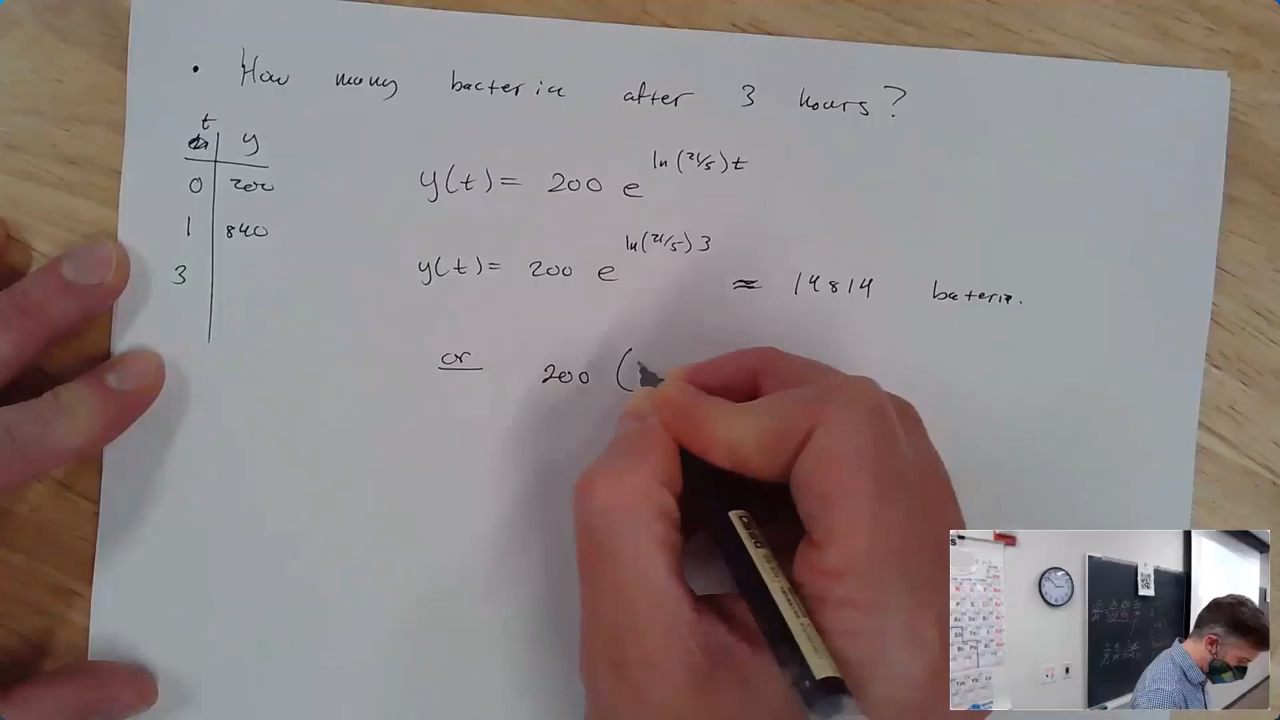 • How many bacteria after 3 hours?
t y
0 200
1 840
3
y(t) = 200 e^{ln(21/5)t}
y(t) = 200 e^{ln(21/5)3} ≈ 14814 bateria.
or 200 (